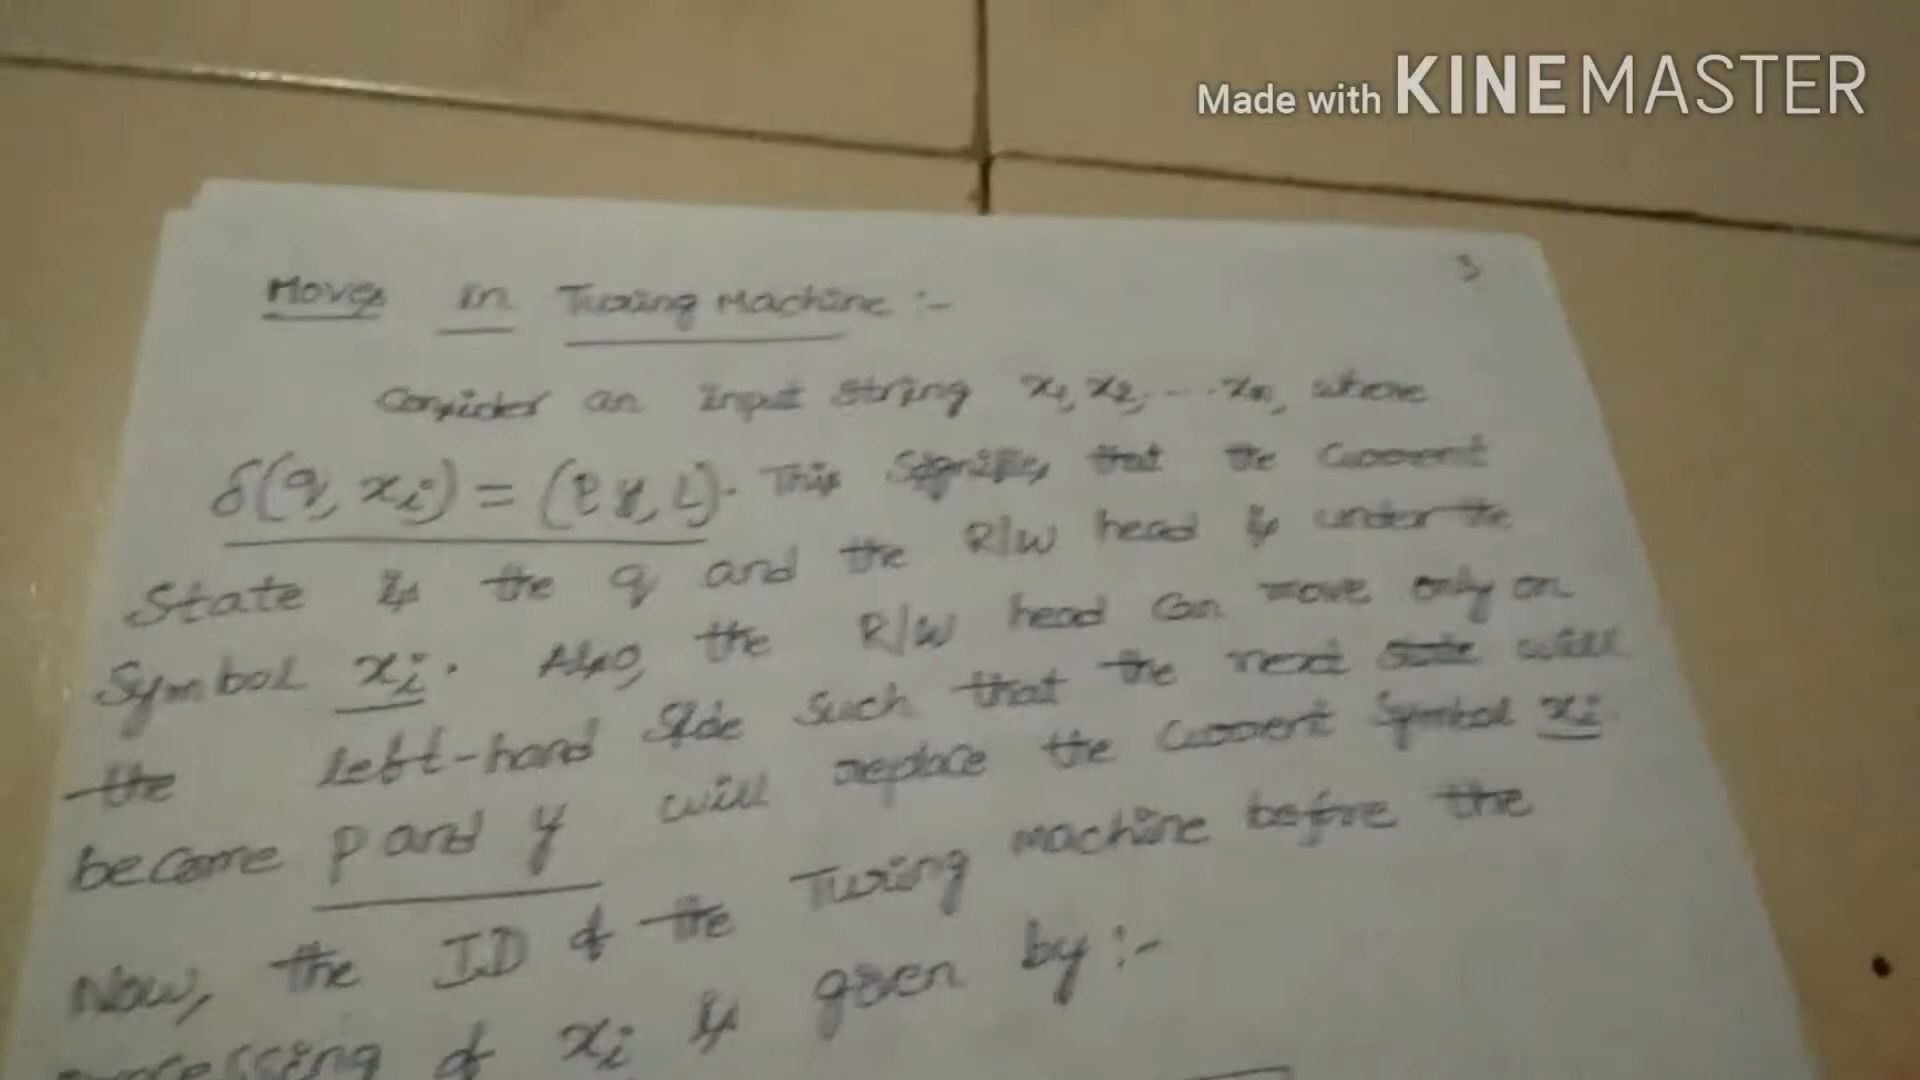 Made with KINEMASTER
3
Moves in Turing Machine :-
Consider an input string x₁, x₂, ... xₙ, where
δ(q, xᵢ) = (P, y, L). This signifies that the current
State is the q and the R/W head is under the
Symbol xᵢ. Also, the R/W head can move only on
the left-hand side such that the next state will
become p and y will replace the current symbol xᵢ.
Now, the ID of the Turing machine before the
processing of xᵢ is given by :-